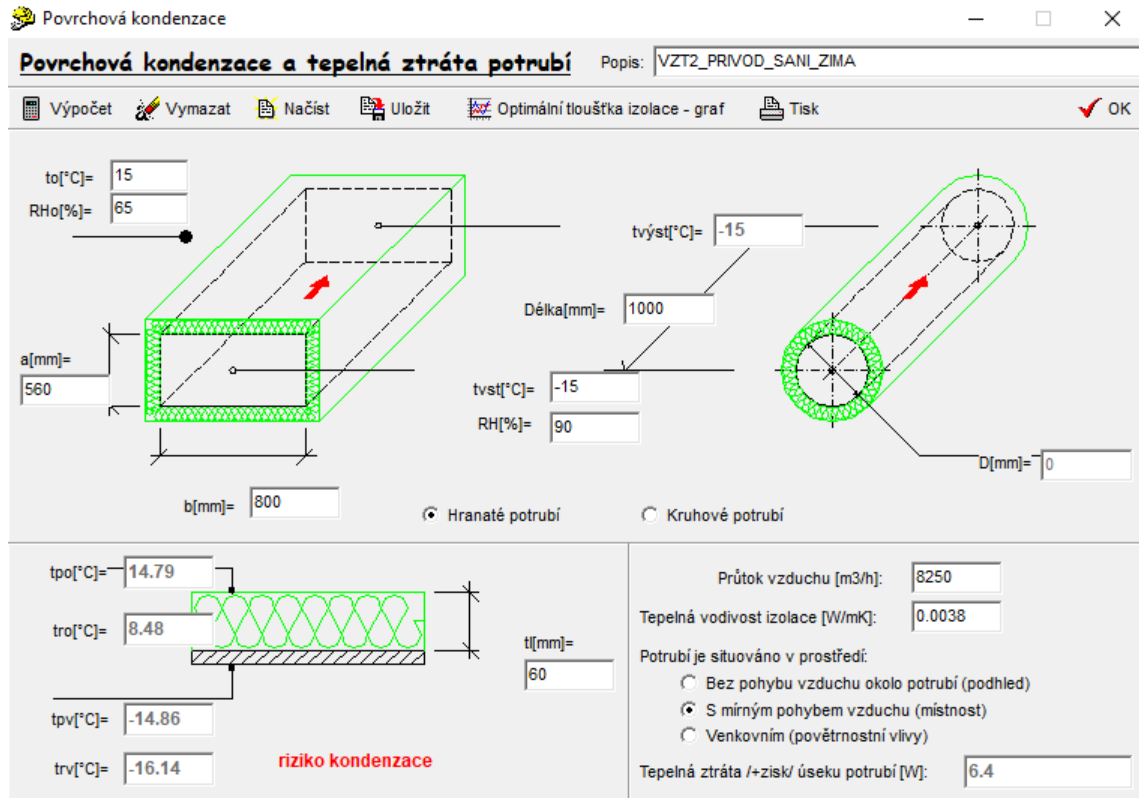 Povrchová kondenzace
Povrchová kondenzace a tepelná ztráta potrubí Popis: VZT2_PRIVOD_SANI_ZIMA
Výpočet Vymazat Načíst Uložit Optimální tloušťka izolace - graf Tisk OK
to[°C]= 15
RHo[%]= 65
tvýst[°C]= -15
Délka[mm]= 1000
a[mm]=
560
tvst[°C]= -15
RH[%]= 90
D[mm]= 0
b[mm]= 800
Hranaté potrubí Kruhové potrubí
tpo[°C]= 14.79
tro[°C]= 8.48
tl[mm]=
60
tpv[°C]= -14.86
trv[°C]= -16.14
riziko kondenzace
Průtok vzduchu [m3/h]: 8250
Tepelná vodivost izolace [W/mK]: 0.0038
Potrubí je situováno v prostředí:
Bez pohybu vzduchu okolo potrubí (podhled)
S mírným pohybem vzduchu (místnost)
Venkovním (povětrnostní vlivy)
Tepelná ztráta /+zisk/ úseku potrubí [W]: 6.4